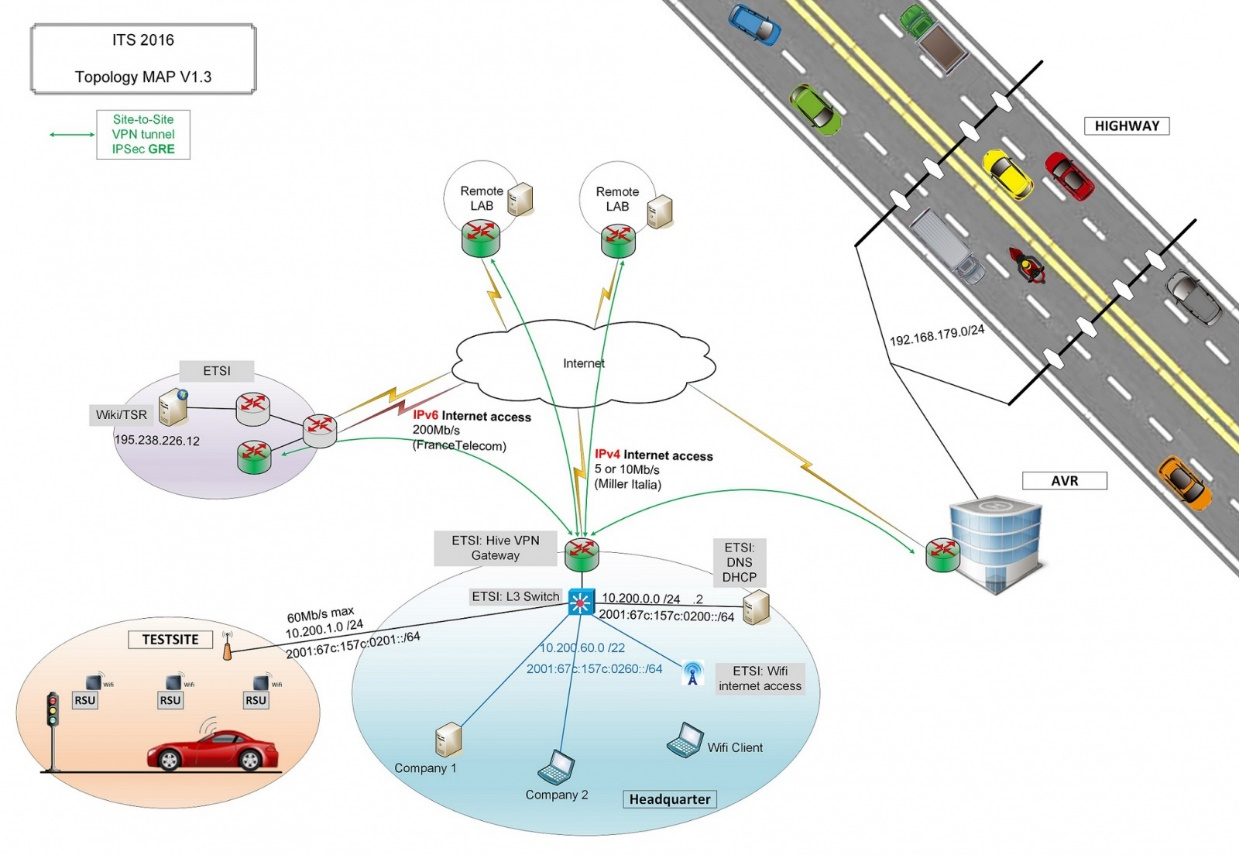 ITS 2016
Topology MAP V1.3
Site-to-Site
VPN tunnel
IPSec GRE
HIGHWAY
Remote
LAB
Remote
LAB
192.168.179.0/24
Internet
ETSI
Wiki/TSR
195.238.226.12
IPv6 Internet access
200Mb/s
(FranceTelecom)
IPv4 Internet access
5 or 10Mb/s
(Miller Italia)
AVR
ETSI: Hive VPN
Gateway
ETSI:
DNS
DHCP
ETSI: L3 Switch
10.200.0.0 /24 .2
2001:67c:157c:0200::/64
60Mb/s max
10.200.1.0 /24
2001:67c:157c:0201::/64
TESTSITE
10.200.60.0 /22
2001:67c:157c:0260::/64
ETSI: Wifi
internet access
Wifi
Wifi
Wifi
RSU
RSU
RSU
Wifi Client
Company 1
Company 2
Headquarter